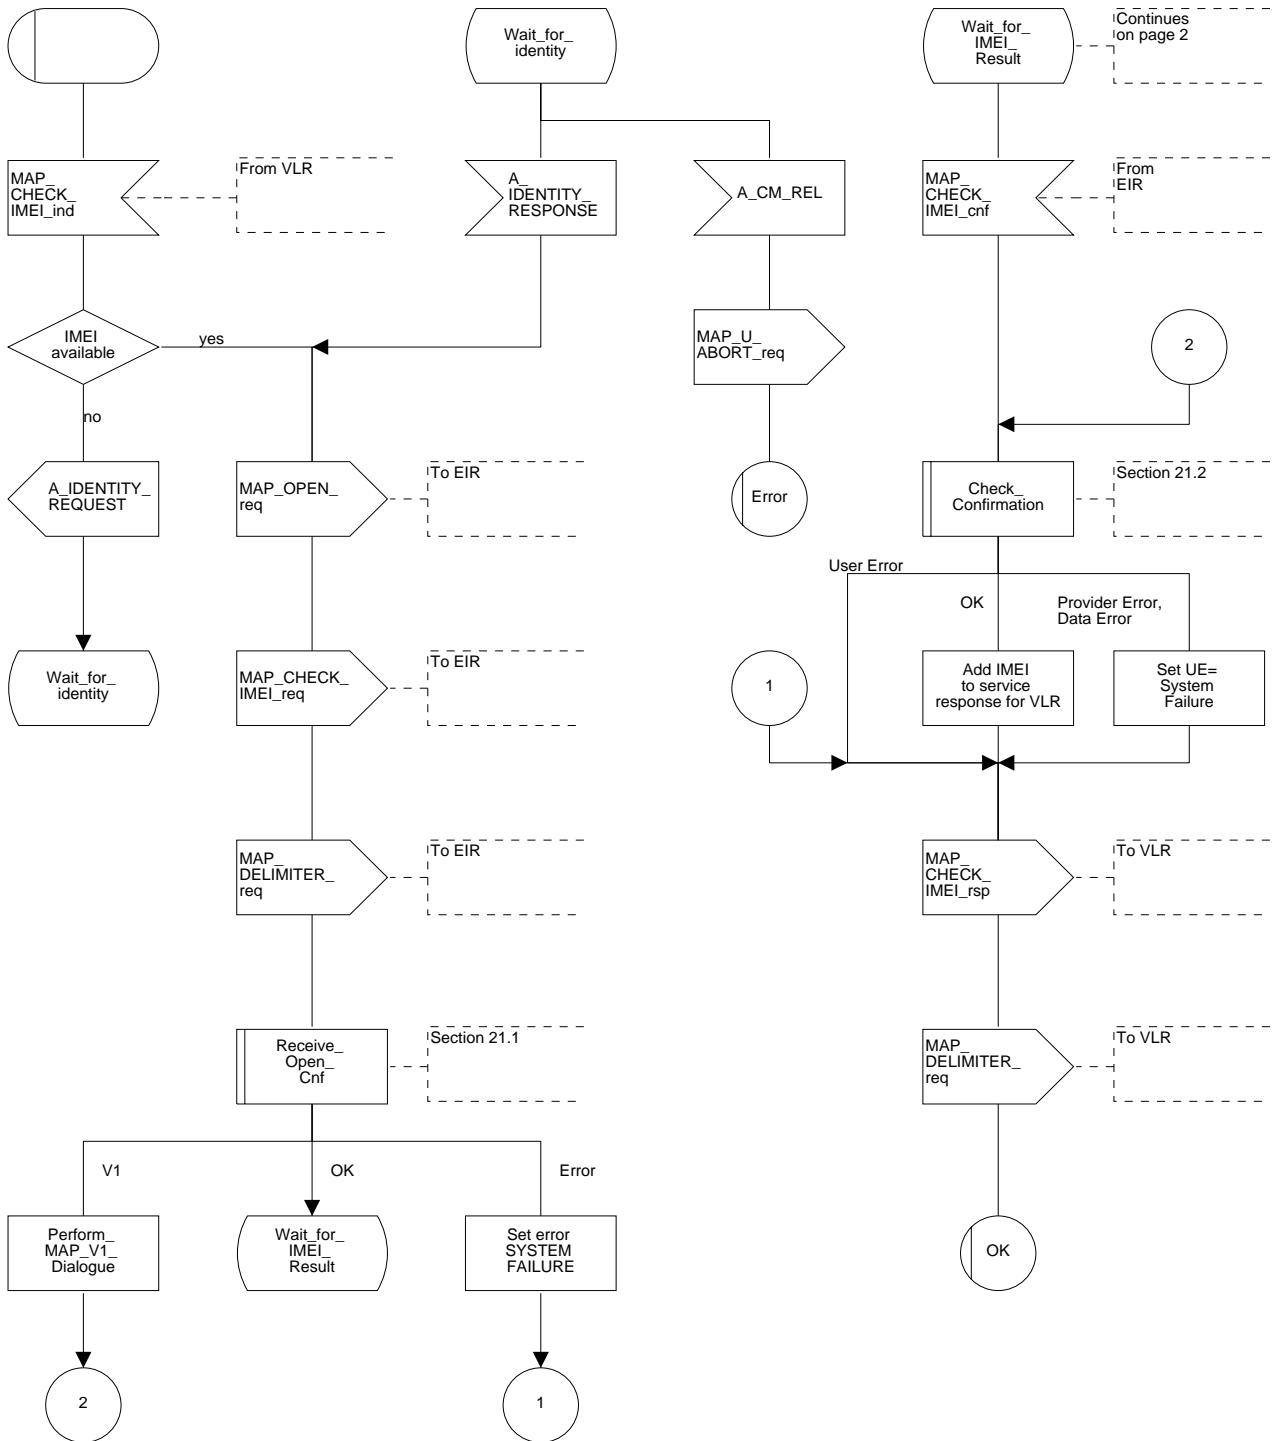 Wait_for_
identity
Wait_for_
IMEI_
Result
Continues
on page 2
MAP_
CHECK_
IMEI_ind
From VLR
A_
IDENTITY_
RESPONSE
A_CM_REL
MAP_
CHECK_
IMEI_cnf
From
EIR
IMEI
available
yes
MAP_U_
ABORT_req
2
no
A_IDENTITY_
REQUEST
MAP_OPEN_
req
To EIR
Error
Check_
Confirmation
Section 21.2
User Error
OK
Provider Error,
Data Error
Wait_for_
identity
MAP_CHECK_
IMEI_req
To EIR
1
Add IMEI
to service
response for VLR
Set UE=
System
Failure
MAP_
DELIMITER_
req
To EIR
MAP_
CHECK_
IMEI_rsp
To VLR
Receive_
Open_
Cnf
Section 21.1
MAP_
DELIMITER_
req
To VLR
V1
OK
Error
Perform_
MAP_V1_
Dialogue
Wait_for_
IMEI_
Result
Set error
SYSTEM
FAILURE
OK
2
1